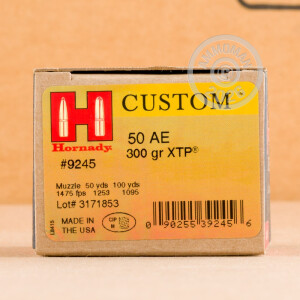 CUSTOM
H
Hornady
50 AE
300 gr XTP®
#9245
Muzzle 50 yds 100 yds
1475 fps 1253 1095
Lot# 3171853
MADE IN
THE USA
CIP
0 90255 39245 6